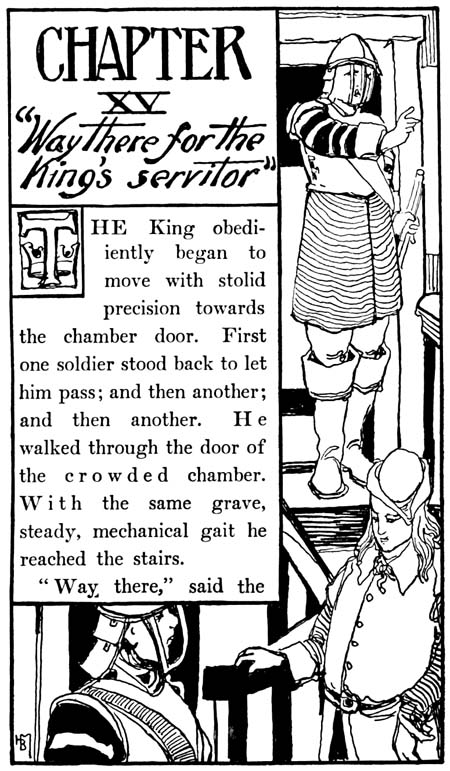 CHAPTER
XV
"Way there for the
King's servitor"
THE King obedi-
iently began to
move with stolid
precision towards
the chamber door. First
one soldier stood back to let
him pass; and then another;
and then another. He
walked through the door of
the crowded chamber.
With the same grave,
steady, mechanical gait he
reached the stairs.
"Way there," said the